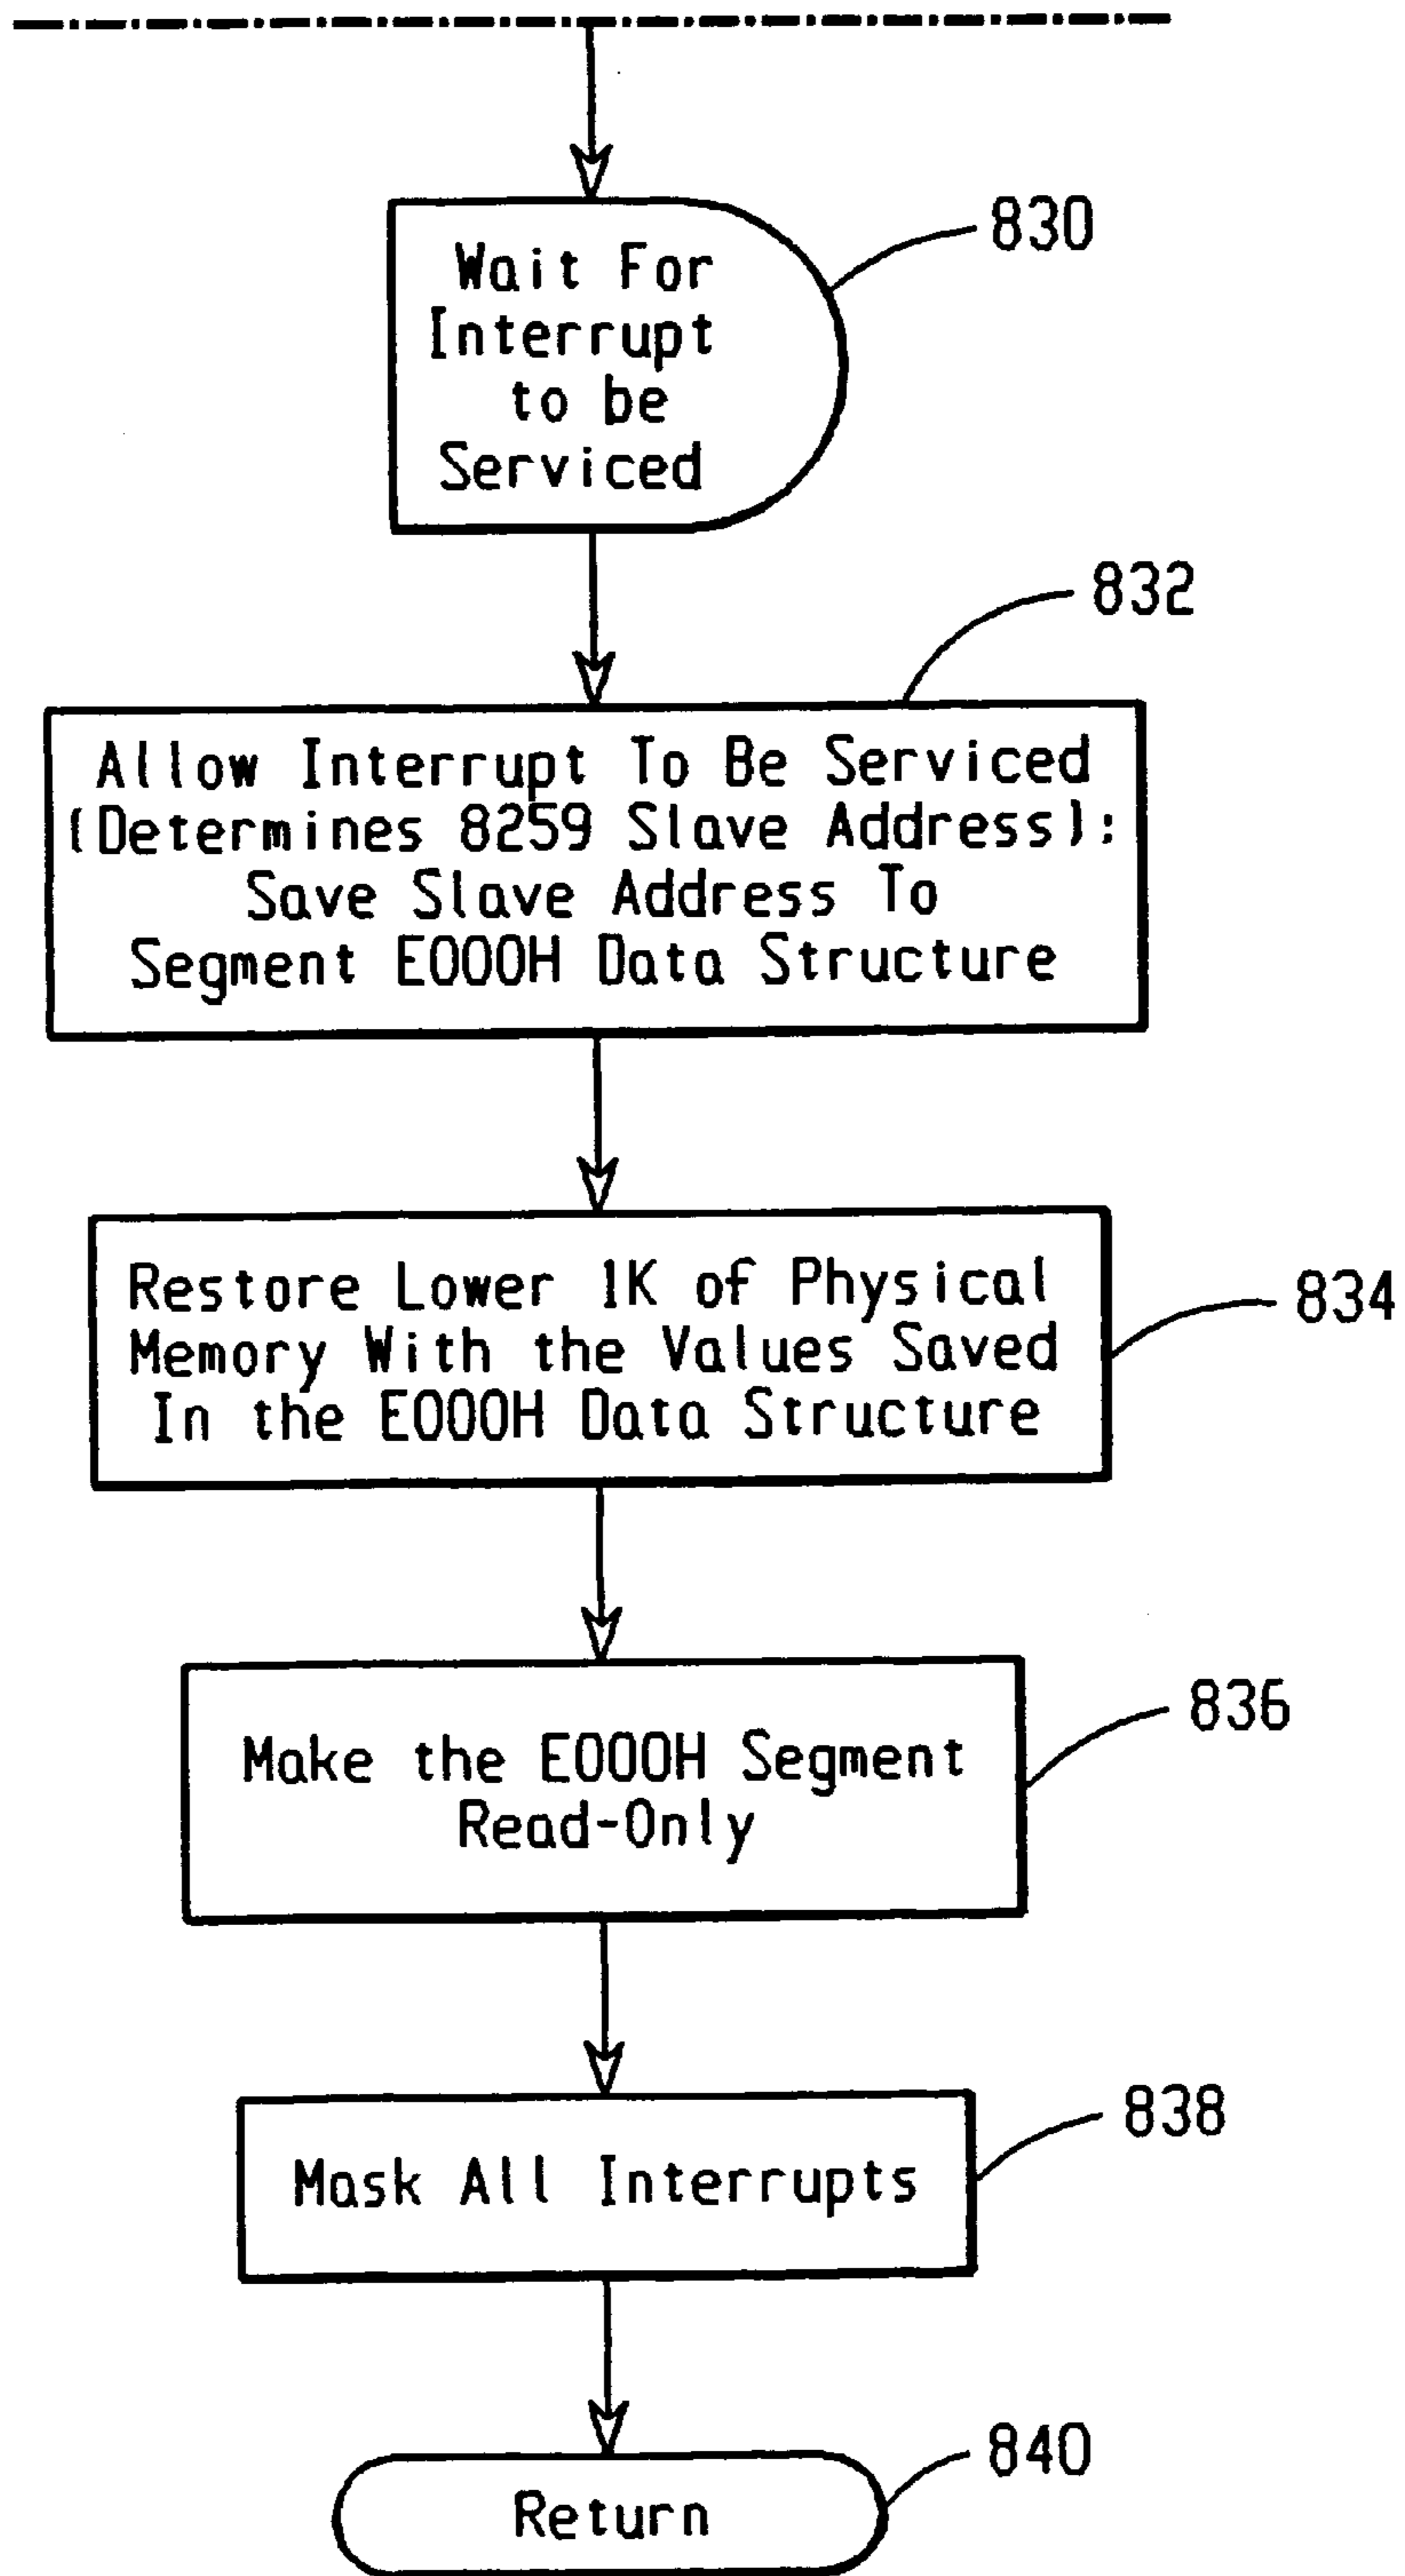 Wait For
Interrupt
to be
Serviced
830
832
Allow Interrupt To Be Serviced
(Determines 8259 Slave Address):
Save Slave Address To
Segment E000H Data Structure
Restore Lower 1K of Physical
Memory With the Values Saved
In the E000H Data Structure
834
Make the E000H Segment
Read-Only
836
Mask All Interrupts
838
Return
840